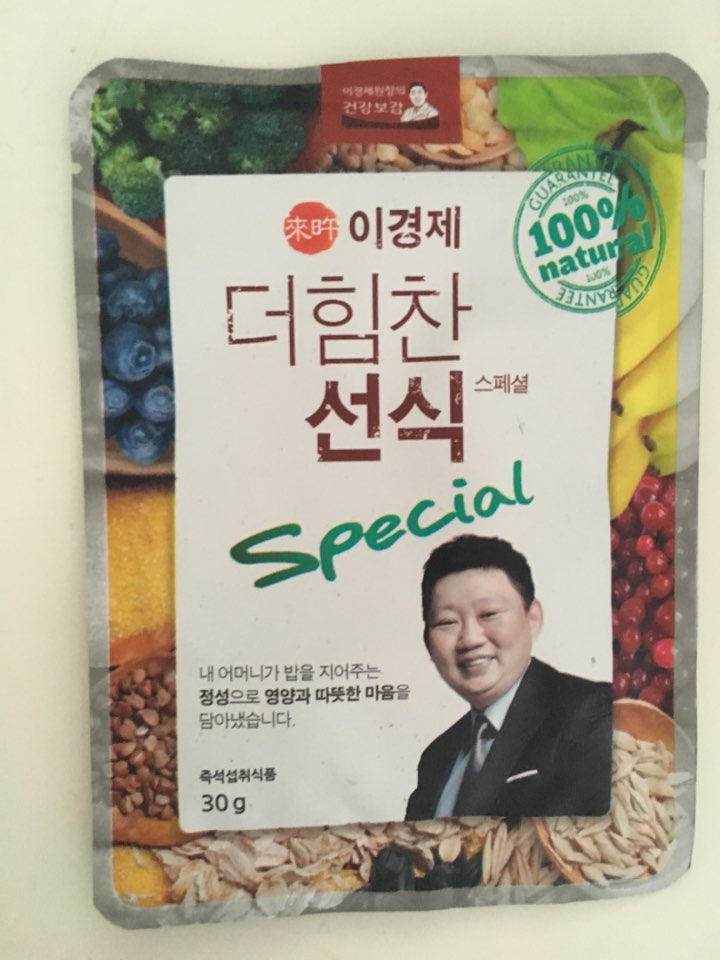 이경제원장의
건강보감
GUARANTEE
100%
100%
natural
100%
GUARANTEE
來昨 이경제
더힘찬
선식 스페셜
Special
내 어머니가 밥을 지어주는
정성으로 영양과 따뜻한 마음을
담아냈습니다.
즉석섭취식품
30g